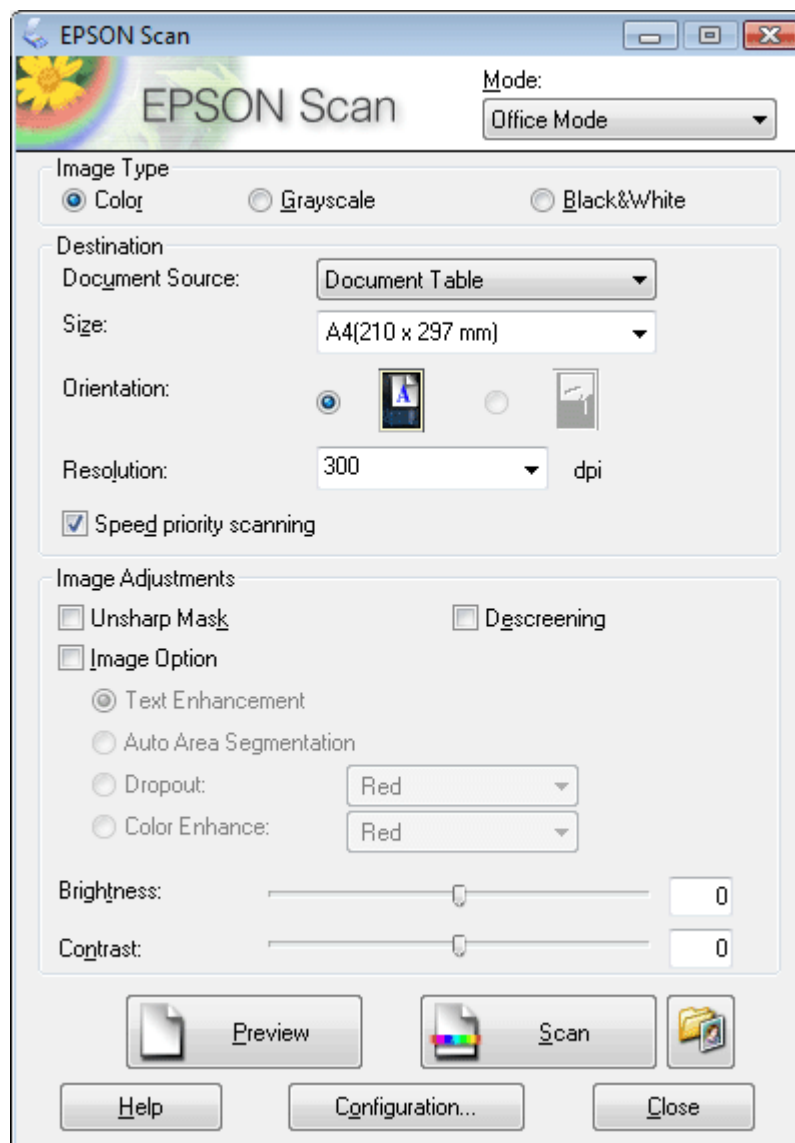 EPSON Scan
EPSON Scan
Mode:
Office Mode
Image Type
Color Grayscale Black&White
Destination
Document Source: Document Table
Size: A4(210 x 297 mm)
Orientation: A
Resolution: 300 dpi
Speed priority scanning
Image Adjustments
Unsharp Mask Descreening
Image Option
Text Enhancement
Auto Area Segmentation
Dropout: Red
Color Enhance: Red
Brightness: 0
Contrast: 0
Preview Scan
Help Configuration... Close